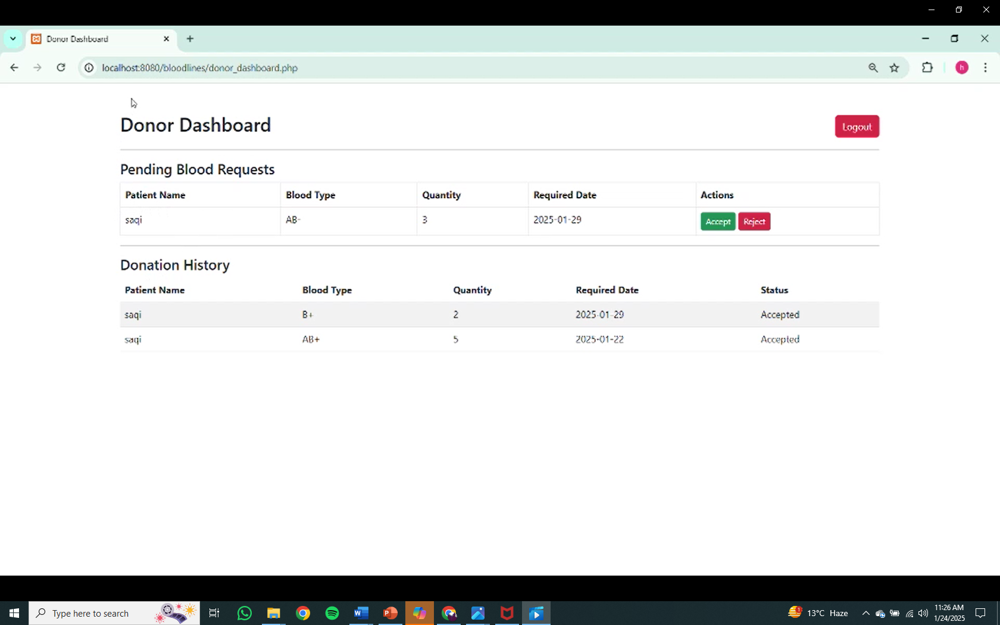 Donor Dashboard
localhost:8080/bloodlines/donor_dashboard.php
h
Donor Dashboard
Logout
Pending Blood Requests
Patient Name Blood Type Quantity Required Date Actions
saqi AB- 3 2025-01-29 Accept Reject
Donation History
Patient Name Blood Type Quantity Required Date Status
saqi B+ 2 2025-01-29 Accepted
saqi AB+ 5 2025-01-22 Accepted
Type here to search
1
13°C Haze
11:26 AM
1/24/2025